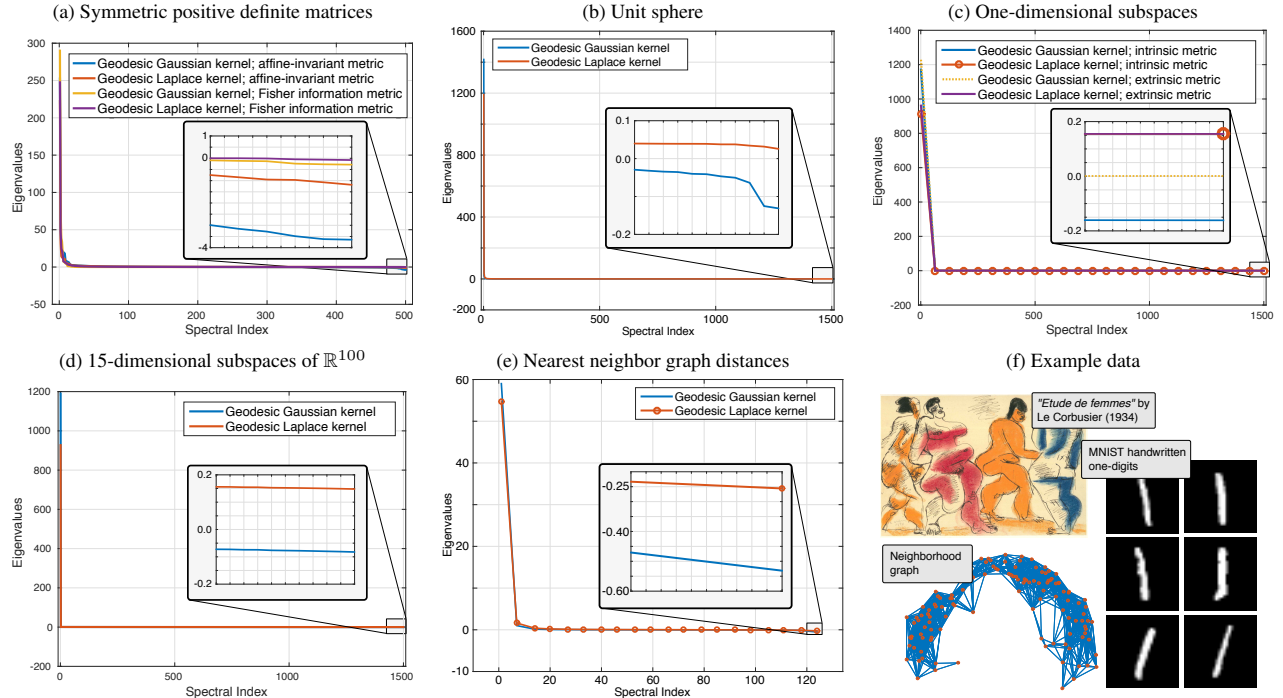 (a) Symmetric positive definite matrices
300
250
200
150
100
50
0
-50
Eigenvalues
Geodesic Gaussian kernel; affine-invariant metric
Geodesic Laplace kernel; affine-invariant metric
Geodesic Gaussian kernel; Fisher information metric
Geodesic Laplace kernel; Fisher information metric
1
0
-4
0 100 200 300 400 500
Spectral Index
(b) Unit sphere
1600
1400
1200
1000
800
600
400
200
0
-200
Eigenvalues
Geodesic Gaussian kernel
Geodesic Laplace kernel
0.1
0.0
-0.2
0 500 1000 1500
Spectral Index
(c) One-dimensional subspaces
1400
1200
1000
800
600
400
200
0
-200
Eigenvalues
Geodesic Gaussian kernel; intrinsic metric
Geodesic Laplace kernel; intrinsic metric
Geodesic Gaussian kernel; extrinsic metric
Geodesic Laplace kernel; extrinsic metric
0.2
0.0
-0.2
0 500 1000 1500
Spectral Index
(d) 15-dimensional subspaces of ℝ¹⁰⁰
1200
1000
800
600
400
200
0
-200
Eigenvalues
Geodesic Gaussian kernel
Geodesic Laplace kernel
0.2
0.0
-0.2
0 500 1000 1500
Spectral Index
(e) Nearest neighbor graph distances
60
50
40
30
20
10
0
-10
Eigenvalues
Geodesic Gaussian kernel
Geodesic Laplace kernel
-0.25
-0.40
-0.60
0 20 40 60 80 100 120
Spectral Index
(f) Example data
"Etude de femmes" by
Le Corbusier (1934)
MNIST handwritten
one-digits
Neighborhood
graph